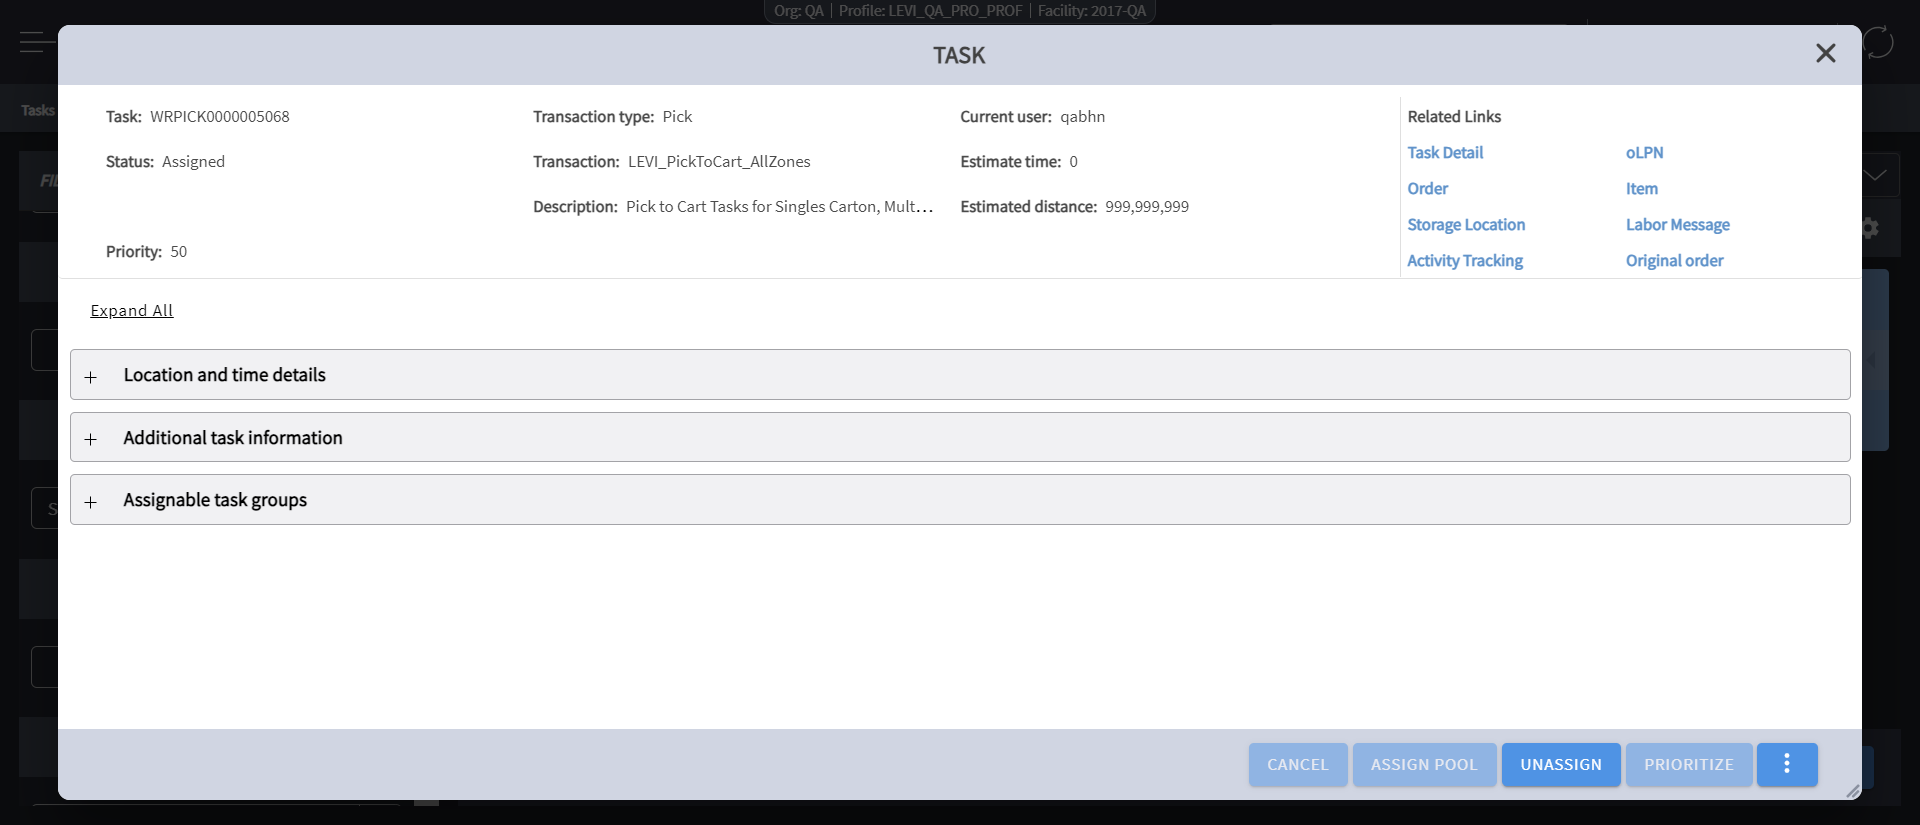 Org: QA | Profile: LEVI_QA_PRO_PROF | Facility: 2017-QA
TASK
Tasks
Task: WRPICK0000005068
Transaction type: Pick
Current user: qabhn
Related Links
Status: Assigned
Transaction: LEVI_PickToCart_AllZones
Estimate time: 0
Task Detail
oLPN
Description: Pick to Cart Tasks for Singles Carton, Mult...
Estimated distance: 999,999,999
Order
Item
Storage Location
Labor Message
Priority: 50
Activity Tracking
Original order
Expand All
+ Location and time details
+ Additional task information
+ Assignable task groups
CANCEL
ASSIGN POOL
UNASSIGN
PRIORITIZE